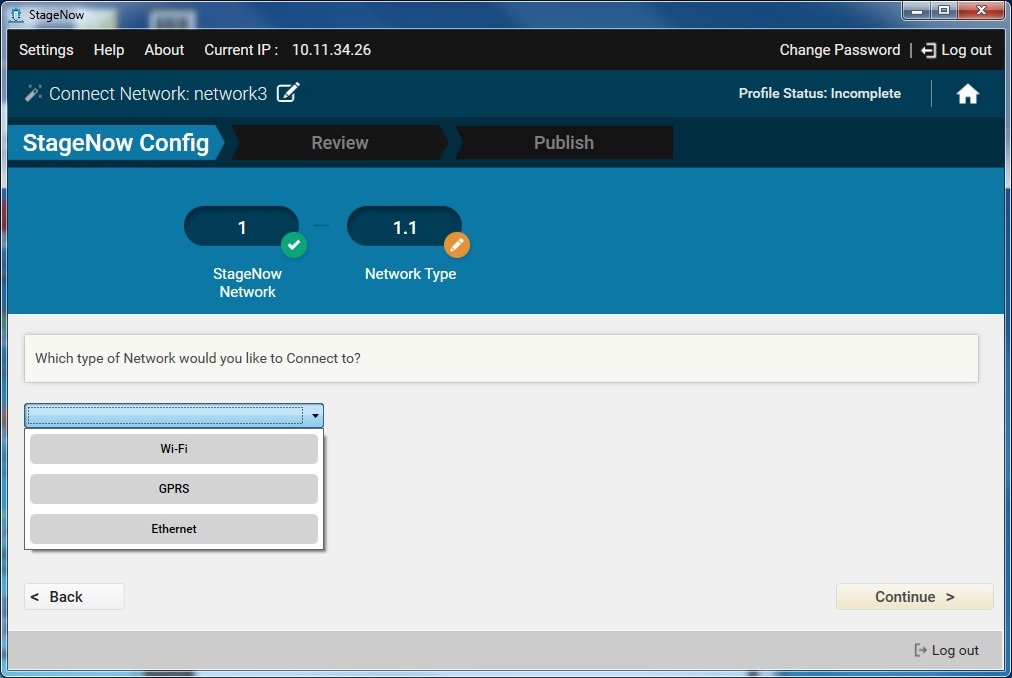 StageNow
Settings Help About Current IP : 10.11.34.26 Change Password | Log out
Connect Network: network3 Profile Status: Incomplete
StageNow Config Review Publish
1 1.1
StageNow Network Network Type
Which type of Network would you like to Connect to?
Wi-Fi
GPRS
Ethernet
< Back Continue >
Log out